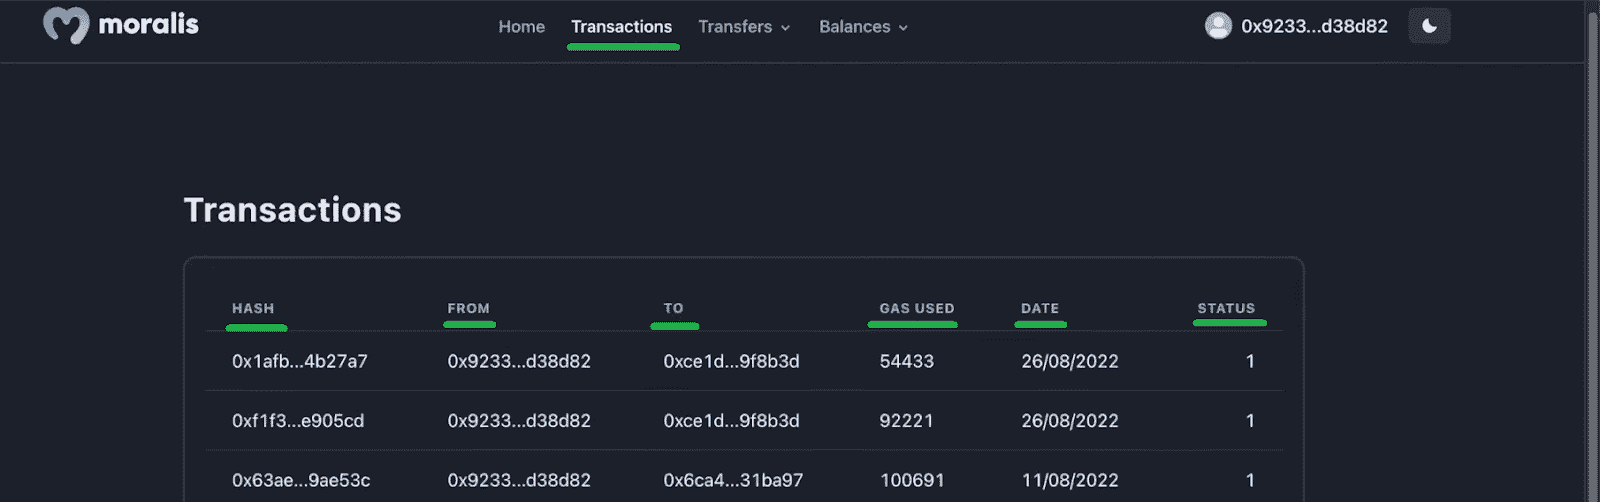 moralis Home Transactions Transfers Balances 0x9233...d38d82
Transactions
HASH FROM TO GAS USED DATE STATUS
0x1afb...4b27a7 0x9233...d38d82 0xce1d...9f8b3d 54433 26/08/2022 1
0xf1f3...e905cd 0x9233...d38d82 0xce1d...9f8b3d 92221 26/08/2022 1
0x63ae...9ae53c 0x9233...d38d82 0x6ca4...31ba97 100691 11/08/2022 1